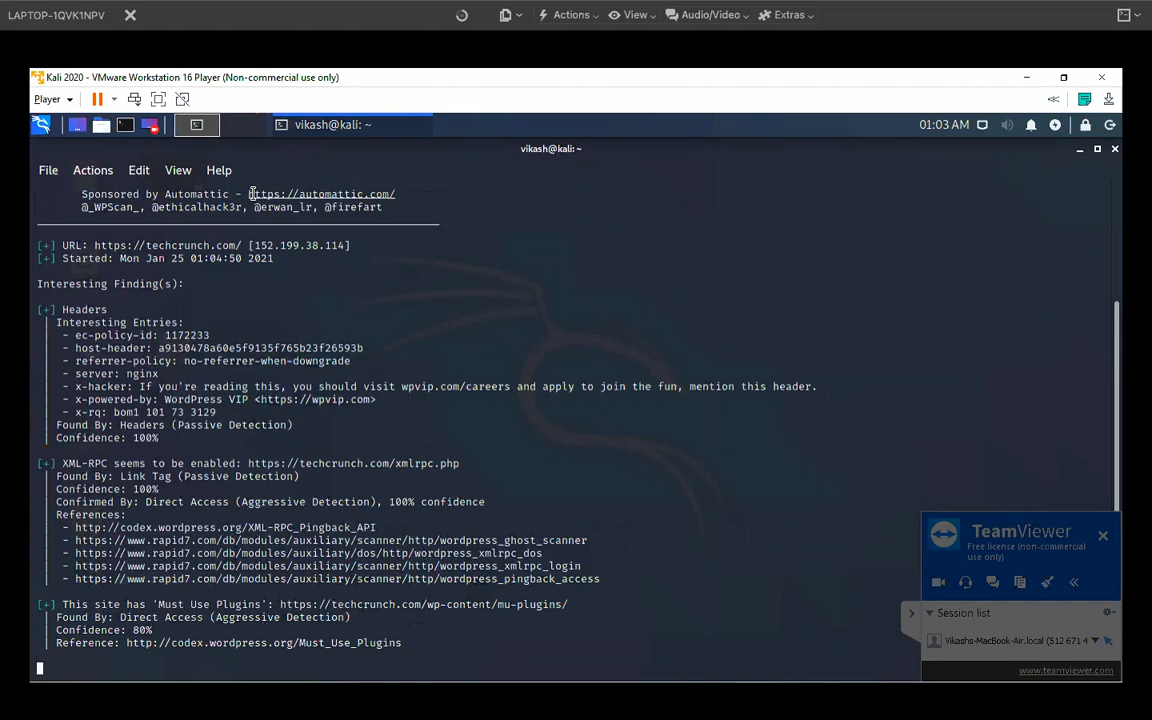 LAPTOP-1QVK1NPV
Actions
View
Audio/Video
Extras
Kali 2020 - VMware Workstation 16 Player (Non-commercial use only)
Player
vikash@kali: ~
01:03 AM
vikash@kali: ~
File Actions Edit View Help
Sponsored by Automattic - https://automattic.com/
@_WPScan_, @ethicalhack3r, @erwan_lr, @firefart
[+] URL: https://techcrunch.com/ [152.199.38.114]
[+] Started: Mon Jan 25 01:04:50 2021
Interesting Finding(s):
[+] Headers
| Interesting Entries:
| - ec-policy-id: 1172233
| - host-header: a9130478a60e5f9135f765b23f26593b
| - referrer-policy: no-referrer-when-downgrade
| - server: nginx
| - x-hacker: If you're reading this, you should visit wpvip.com/careers and apply to join the fun, mention this header.
| - x-powered-by: WordPress VIP <https://wpvip.com>
| - x-rq: bom1 101 73 3129
| Found By: Headers (Passive Detection)
| Confidence: 100%
[+] XML-RPC seems to be enabled: https://techcrunch.com/xmlrpc.php
| Found By: Link Tag (Passive Detection)
| Confidence: 100%
| Confirmed By: Direct Access (Aggressive Detection), 100% confidence
| References:
| - http://codex.wordpress.org/XML-RPC_Pingback_API
| - https://www.rapid7.com/db/modules/auxiliary/scanner/http/wordpress_ghost_scanner
| - https://www.rapid7.com/db/modules/auxiliary/dos/http/wordpress_xmlrpc_dos
| - https://www.rapid7.com/db/modules/auxiliary/scanner/http/wordpress_xmlrpc_login
| - https://www.rapid7.com/db/modules/auxiliary/scanner/http/wordpress_pingback_access
[+] This site has 'Must Use Plugins': https://techcrunch.com/wp-content/mu-plugins/
| Found By: Direct Access (Aggressive Detection)
| Confidence: 80%
| Reference: http://codex.wordpress.org/Must_Use_Plugins
TeamViewer
Free license (non-commercial
use only)
Session list
Vikashs-MacBook-Air.local (512 671 4
www.teamviewer.com